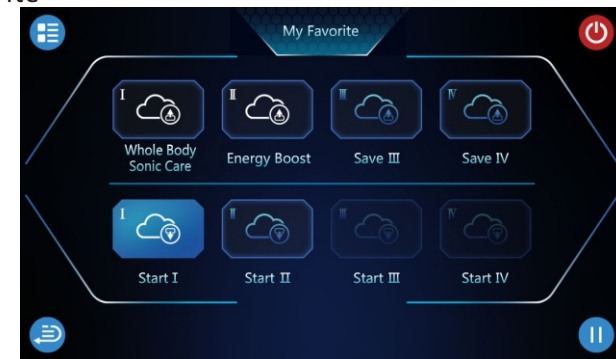 My Favorite
I
II
III
IV
Whole Body
Sonic Care
Energy Boost
Save III
Save IV
I
II
III
IV
Start I
Start II
Start III
Start IV